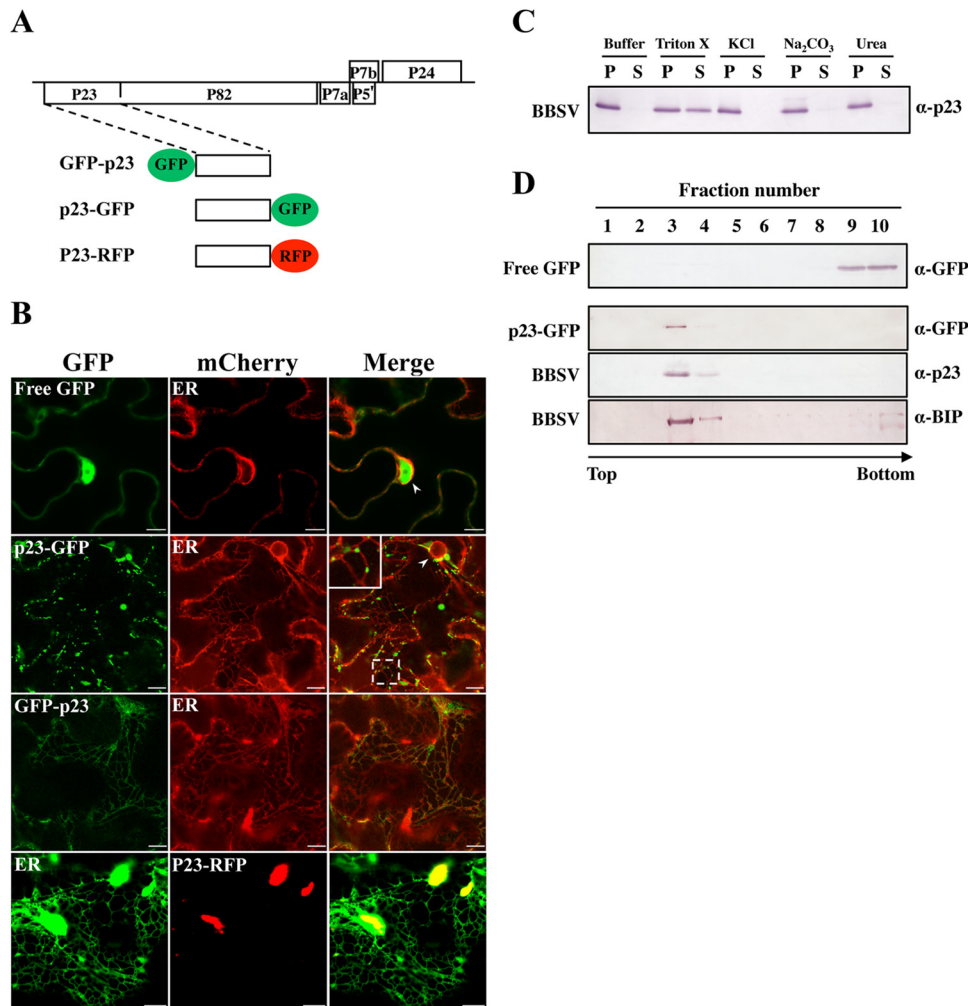 A
P7b P24
P23 P82 P7a P5'
GFP-p23 GFP
p23-GFP GFP
P23-RFP RFP
B
GFP mCherry Merge
Free GFP ER
p23-GFP ER
GFP-p23 ER
ER P23-RFP
C
Buffer Triton X KCl Na₂CO₃ Urea
P S P S P S P S P S
BBSV α-p23
D
Fraction number
1 2 3 4 5 6 7 8 9 10
Free GFP α-GFP
p23-GFP α-GFP
BBSV α-p23
BBSV α-BIP
Top Bottom